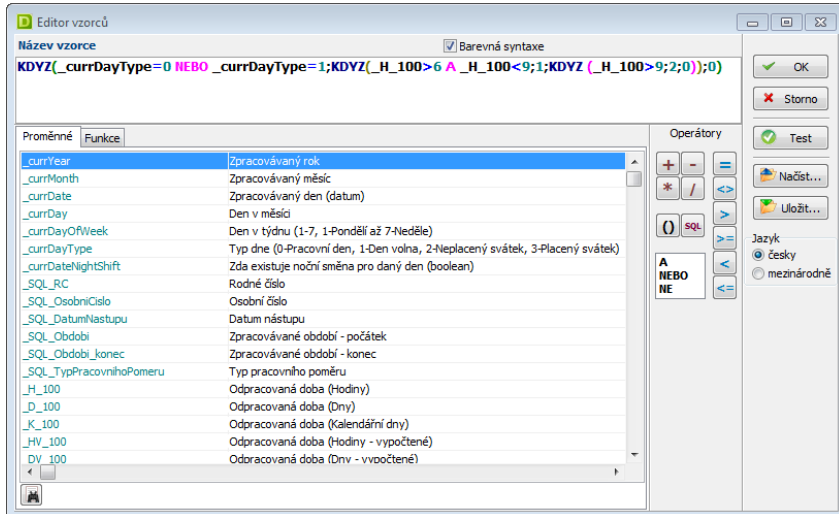 Editor vzorců
Název vzorce
Barevná syntaxe
KDYZ(_currDayType=0 NEBO _currDayType=1;KDYZ(_H_100>6 A _H_100<9;1;KDYZ (_H_100>9;2;0));0)
OK
Storno
Test
Načíst...
Uložit...
Jazyk
česky
mezinárodně
Proměnné Funkce
Operátory
_currYear Zpracovávaný rok
_currMonth Zpracovávaný měsíc
_currDate Zpracovávaný den (datum)
_currDay Den v měsíci
_currDayOfWeek Den v týdnu (1-7, 1-Pondělí až 7-Neděle)
_currDayType Typ dne (0-Pracovní den, 1-Den volna, 2-Neplacený svátek, 3-Placený svátek)
_currDateNightShift Zda existuje noční směna pro daný den (boolean)
_SQL_RC Rodné číslo
_SQL_OsobniCislo Osobní číslo
_SQL_DatumNastupu Datum nástupu
_SQL_Obdobi Zpracovávané období - počátek
_SQL_Obdobi_konec Zpracovávané období - konec
_SQL_TypPracovnihoPomeru Typ pracovního poměru
_H_100 Odpracovaná doba (Hodiny)
_D_100 Odpracovaná doba (Dny)
_K_100 Odpracovaná doba (Kalendářní dny)
_HV_100 Odpracovaná doba (Hodiny - vypočtené)
_DV_100 Odpracovaná doba (Dny - vypočtené)
+ - =
* / <>
() SQL >
>=
<
<=
A
NEBO
NE